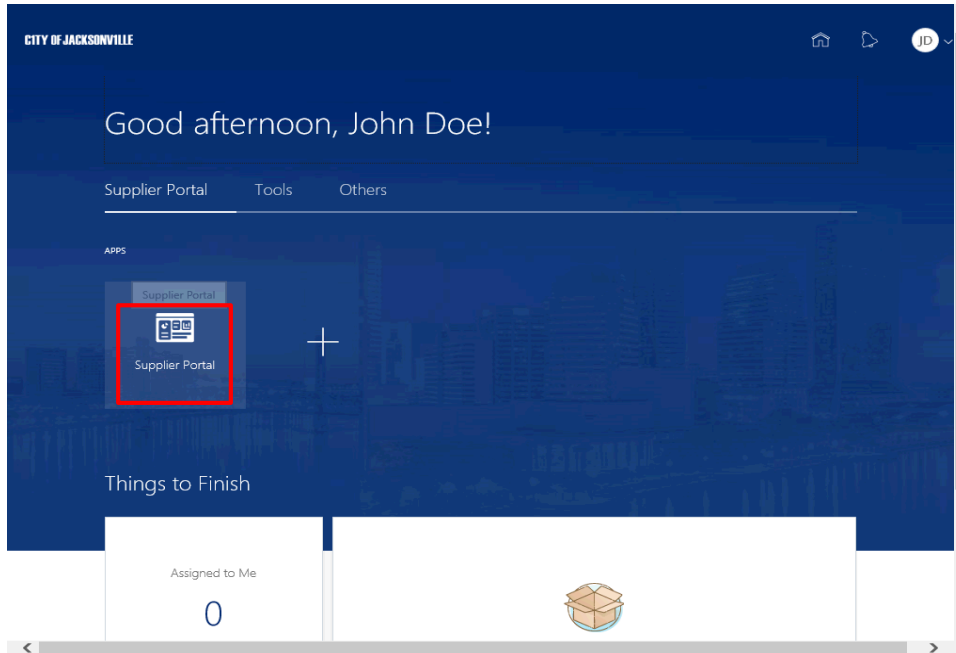 CITY OF JACKSONVILLE
JD
Good afternoon, John Doe!
Supplier Portal Tools Others
APPS
Supplier Portal
Supplier Portal
Things to Finish
Assigned to Me
0